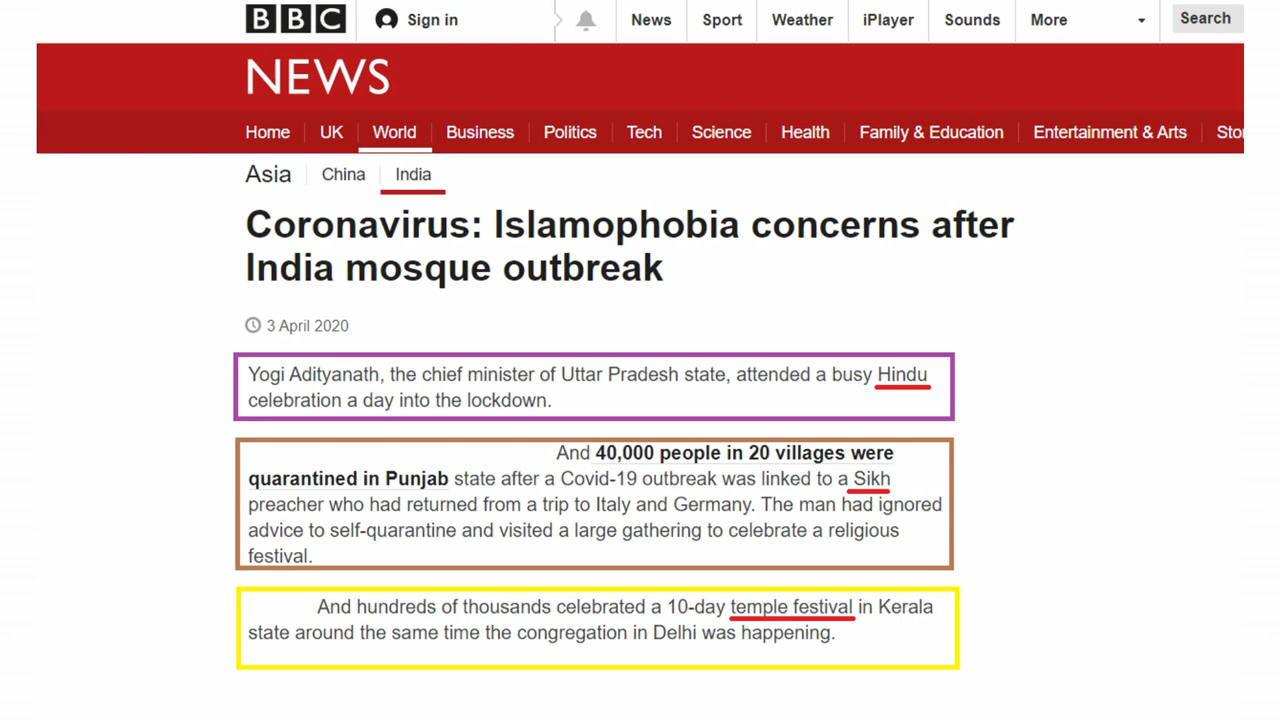 BBC Sign in News Sport Weather iPlayer Sounds More Search
NEWS
Home UK World Business Politics Tech Science Health Family & Education Entertainment & Arts Sto
Asia China India
Coronavirus: Islamophobia concerns after
India mosque outbreak
3 April 2020
Yogi Adityanath, the chief minister of Uttar Pradesh state, attended a busy Hindu
celebration a day into the lockdown.
And 40,000 people in 20 villages were
quarantined in Punjab state after a Covid-19 outbreak was linked to a Sikh
preacher who had returned from a trip to Italy and Germany. The man had ignored
advice to self-quarantine and visited a large gathering to celebrate a religious
festival.
And hundreds of thousands celebrated a 10-day temple festival in Kerala
state around the same time the congregation in Delhi was happening.